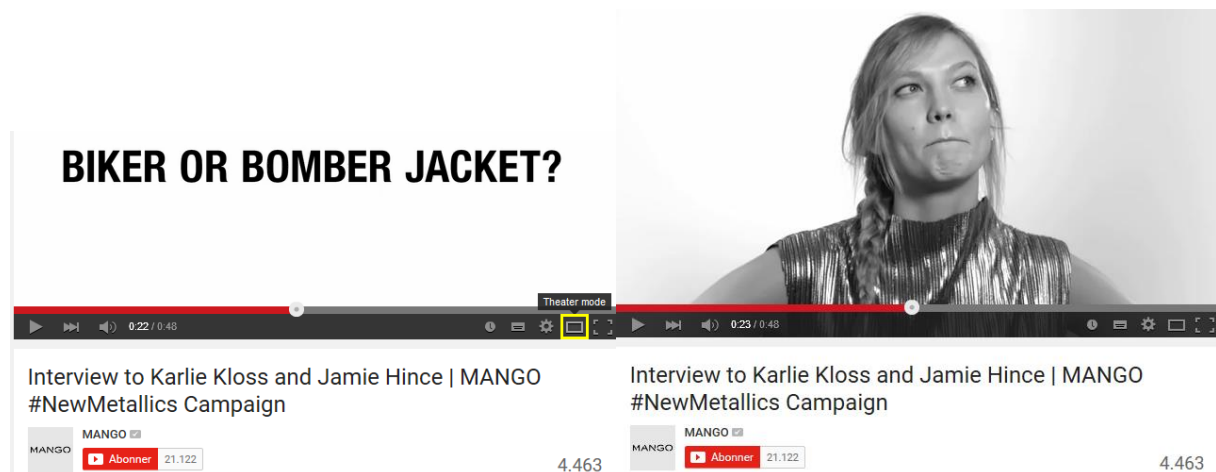 BIKER OR BOMBER JACKET?
Theater mode
0:22 / 0:48
Interview to Karlie Kloss and Jamie Hince | MANGO
#NewMetallics Campaign
MANGO
MANGO
Abonner 21.122
4.463
0:23 / 0:48
Interview to Karlie Kloss and Jamie Hince | MANGO
#NewMetallics Campaign
MANGO
MANGO
Abonner 21.122
4.463